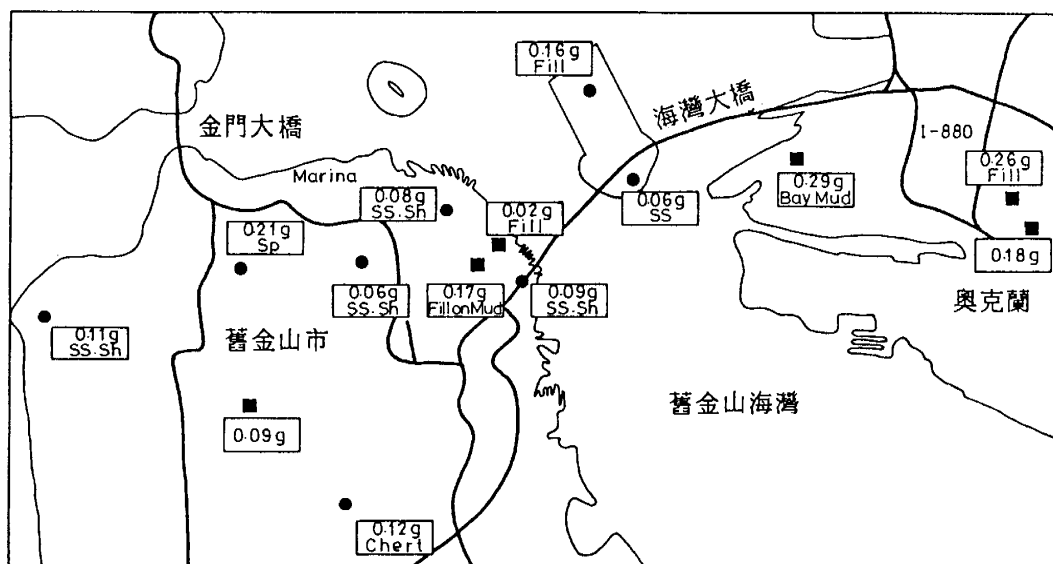 0.16g
Fill
海灣大橋
金門大橋
I-880
Marina
0.26g
Fill
0.08g
SS.Sh
0.29g
Bay Mud
0.02g
Fill
0.06g
SS
0.21g
Sp
0.18g
0.06g
SS.Sh
0.17g
Fill on Mud
0.09g
SS.Sh
奧克蘭
0.11g
SS.Sh
舊金山市
舊金山海灣
0.09g
0.12g
Chert